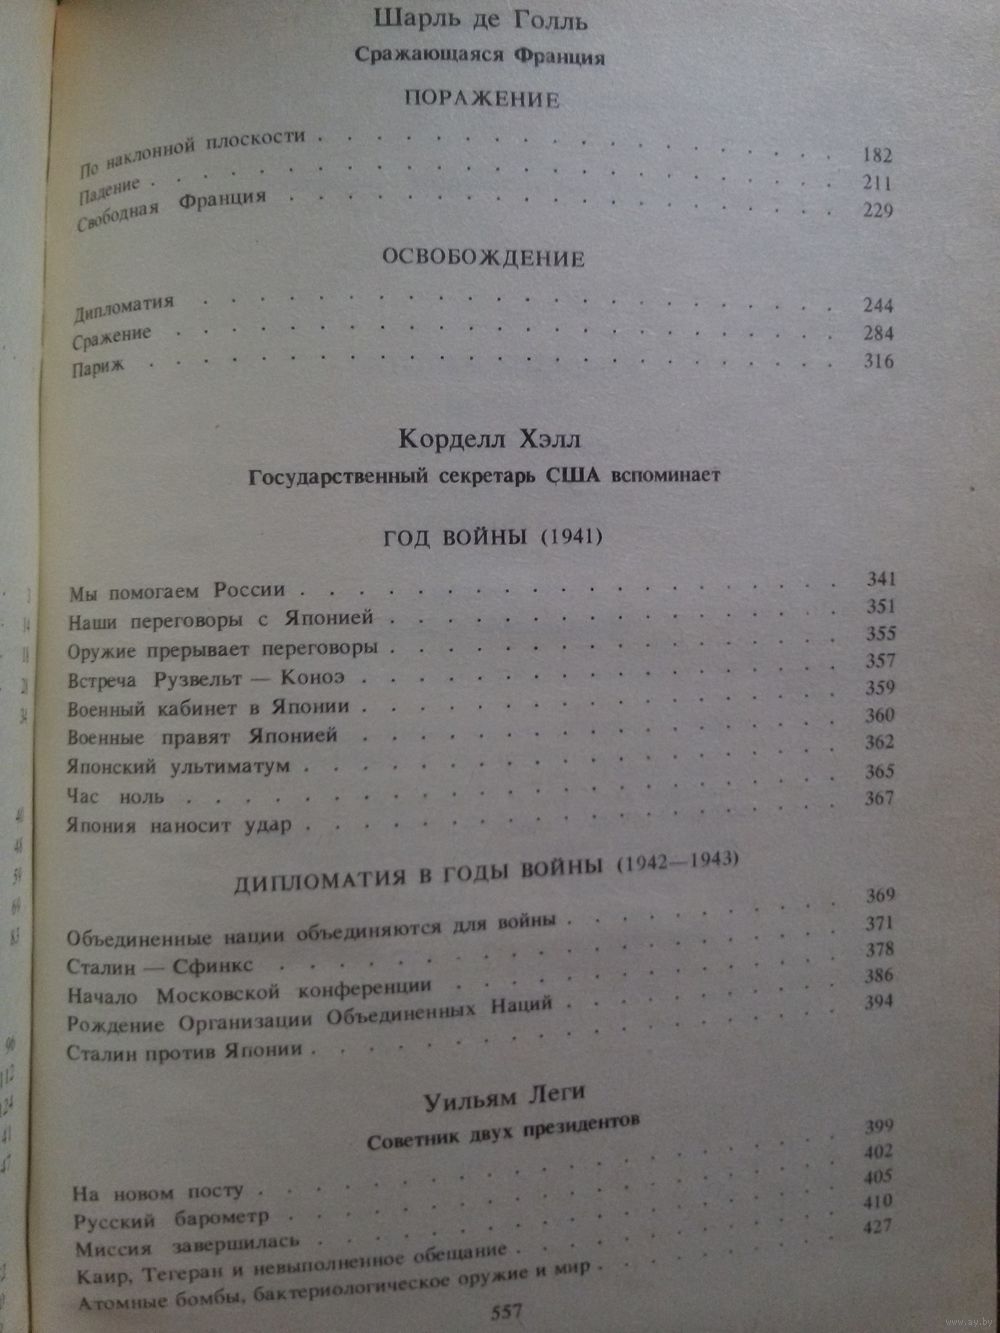 Шарль де Голль
Сражающаяся Франция
ПОРАЖЕНИЕ
По наклонной плоскости . . . . . . . . . . 182
Падение . . . . . . . . . . 211
Свободная Франция . . . . . . . . . . 229
ОСВОБОЖДЕНИЕ
Дипломатия . . . . . . . . . . 244
Сражение . . . . . . . . . . 284
Париж . . . . . . . . . . 316
Корделл Хэлл
Государственный секретарь США вспоминает
ГОД ВОЙНЫ (1941)
Мы помогаем России . . . . . . . . . . 341
Наши переговоры с Японией . . . . . . . . . . 351
Оружие прерывает переговоры . . . . . . . . . . 355
Встреча Рузвельт — Коноэ . . . . . . . . . . 357
Военный кабинет в Японии . . . . . . . . . . 359
Военные правят Японией . . . . . . . . . . 360
Японский ультиматум . . . . . . . . . . 362
Час ноль . . . . . . . . . . 365
Япония наносит удар . . . . . . . . . . 367
ДИПЛОМАТИЯ В ГОДЫ ВОЙНЫ (1942—1943)
Объединенные нации объединяются для войны . . . . . . . . . . 369
Сталин — Сфинкс . . . . . . . . . . 371
Начало Московской конференции . . . . . . . . . . 378
Рождение Организации Объединенных Наций . . . . . . . . . . 386
Сталин против Японии . . . . . . . . . . 394
Уильям Леги
Советник двух президентов
На новом посту . . . . . . . . . . 399
Русский барометр . . . . . . . . . . 402
Миссия завершилась . . . . . . . . . . 405
Каир, Тегеран и невыполненное обещание . . . . . . . . . . 410
Атомные бомбы, бактериологическое оружие и мир . . . . . . . . . . 427
557
www.ay.by